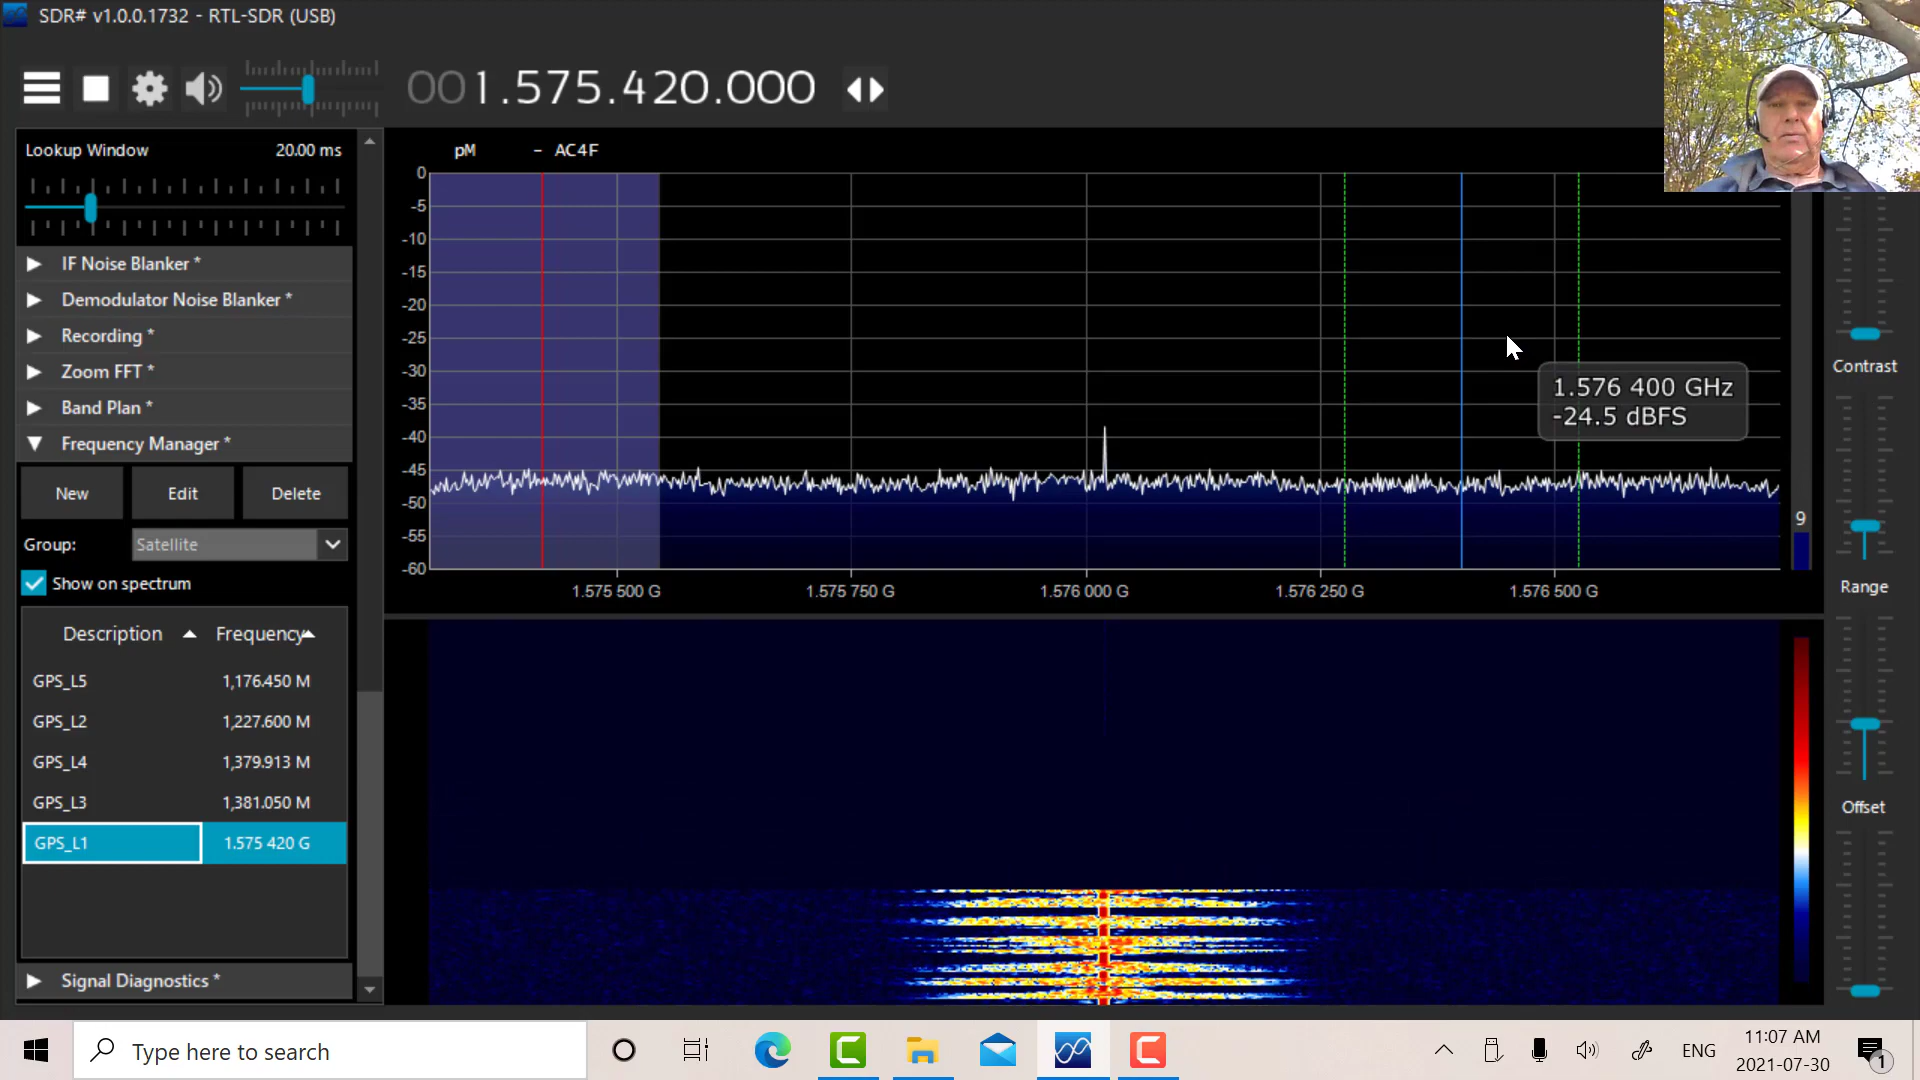 SDR# v1.0.0.1732 - RTL-SDR (USB)
001.575.420.000
Lookup Window 20.00 ms
IF Noise Blanker *
Demodulator Noise Blanker *
Recording *
Zoom FFT *
Band Plan *
Frequency Manager *
New Edit Delete
Group: Satellite
Show on spectrum
Description Frequency
GPS_L5 1,176.450 M
GPS_L2 1,227.600 M
GPS_L4 1,379.913 M
GPS_L3 1,381.050 M
GPS_L1 1.575 420 G
Signal Diagnostics *
pM - AC4F
0
-5
-10
-15
-20
-25
-30
-35
-40
-45
-50
-55
-60
1.575 500 G 1.575 750 G 1.576 000 G 1.576 250 G 1.576 500 G
1.576 400 GHz
-24.5 dBFS
9
Contrast
Range
Offset
Type here to search
ENG
11:07 AM
2021-07-30
1